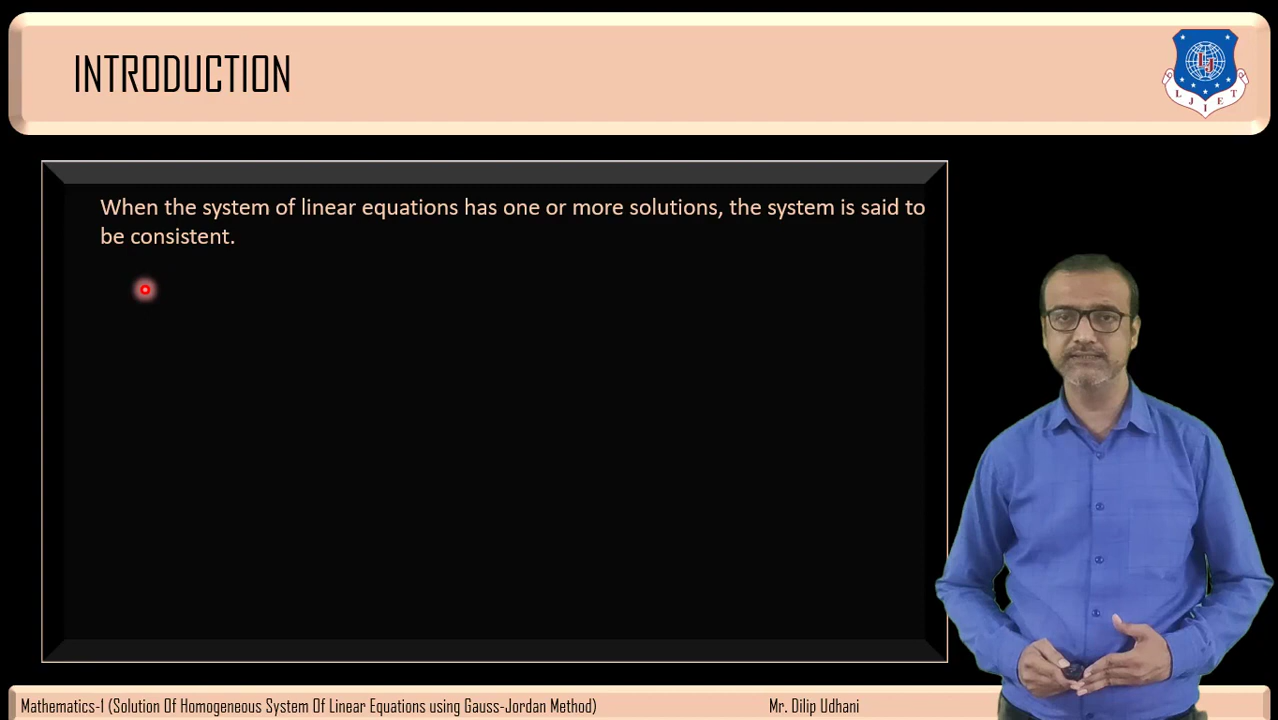 INTRODUCTION
L J I E T
When the system of linear equations has one or more solutions, the system is said to
be consistent.
Mathematics-1 (Solution Of Homogeneous System Of Linear Equations using Gauss-Jordan Method)
Mr. Dilip Udhani